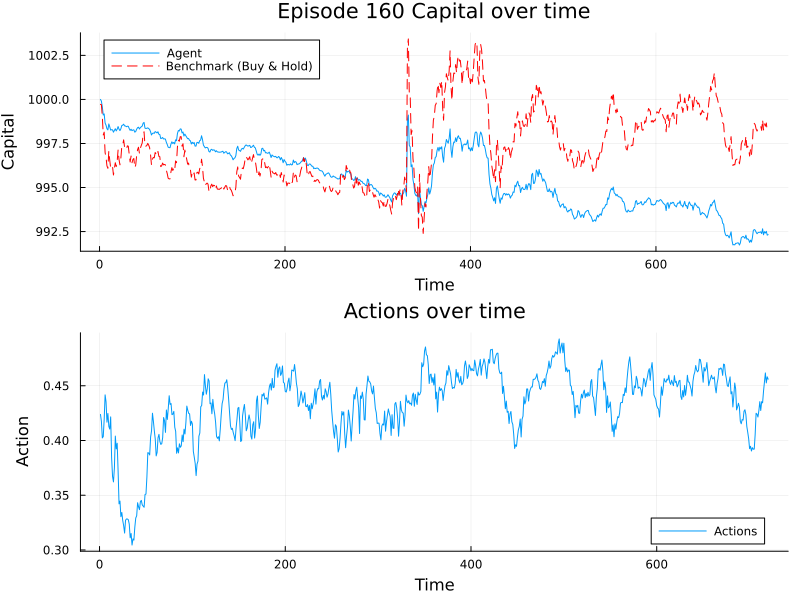 Episode 160 Capital over time
Agent
Benchmark (Buy & Hold)
1002.5
1000.0
997.5
995.0
992.5
Capital
0 200 400 600
Time
Actions over time
0.45
0.40
0.35
0.30
Action
Actions
0 200 400 600
Time